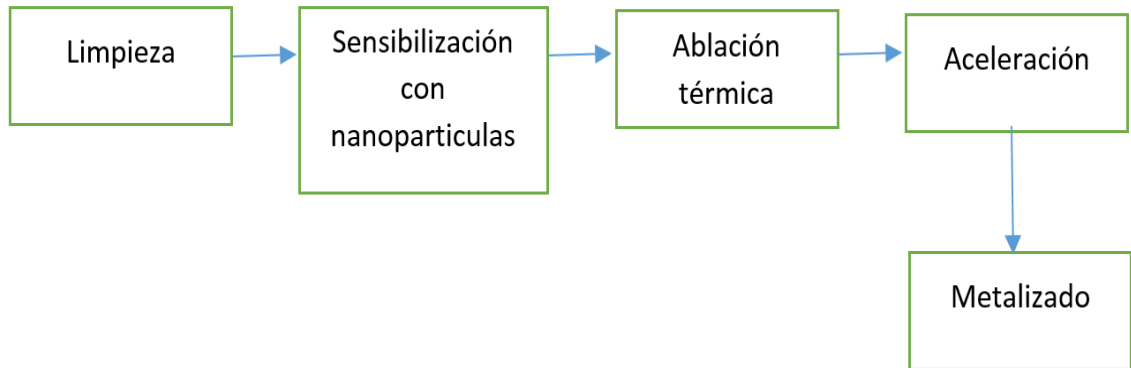 Limpieza
Sensibilización
con
nanoparticulas
Ablación
térmica
Aceleración
Metalizado